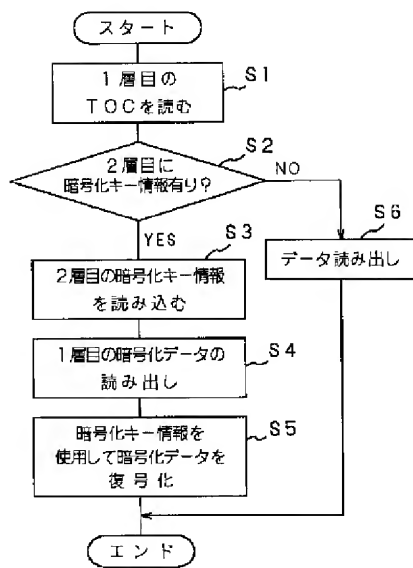 スタート
S1
1層目の
TOCを読む
S2
2層目に
暗号化キー情報有り?
NO
YES
S3
2層目の暗号化キー情報
を読み込む
S6
データ読み出し
S4
1層目の暗号化データの
読み出し
S5
暗号化キー情報を
使用して暗号化データを
復号化
エンド